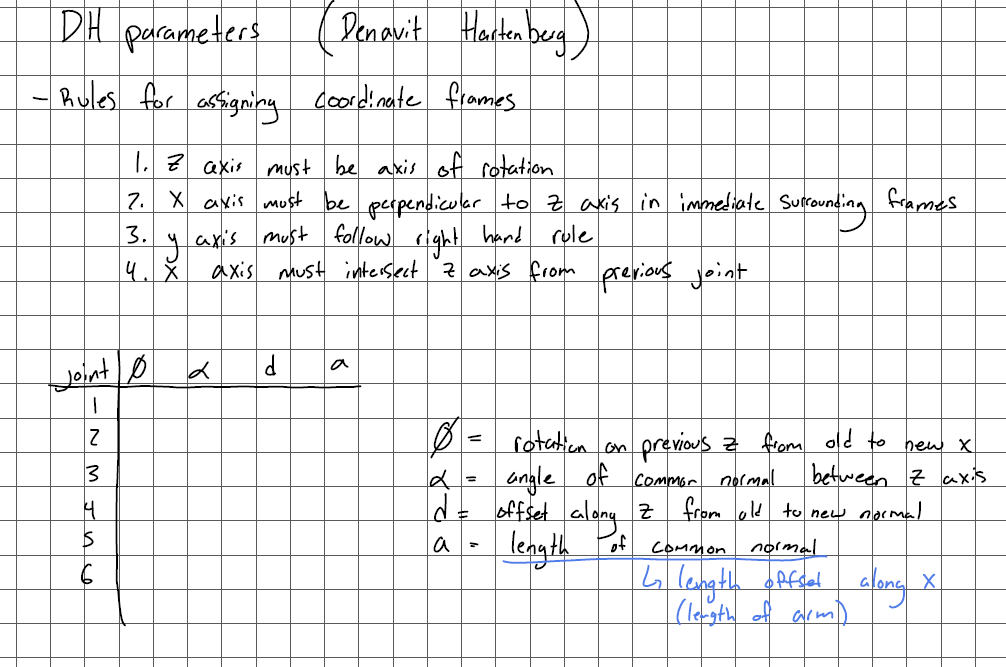 DH parameters (Denavit Hartenberg)
- Rules for assigning coordinate frames
1. z axis must be axis of rotation
2. X axis must be perpendicular to z axis in immediate surrounding frames
3. y axis must follow right hand rule
4. X axis must intersect z axis from previous joint
joint Ø α d a
1
2
3
4
5
6
Ø = rotation on previous z from old to new x
α = angle of common normal between z axis
d = offset along z from old to new normal
a = length of common normal
↳ length offset along x
(length of arm)